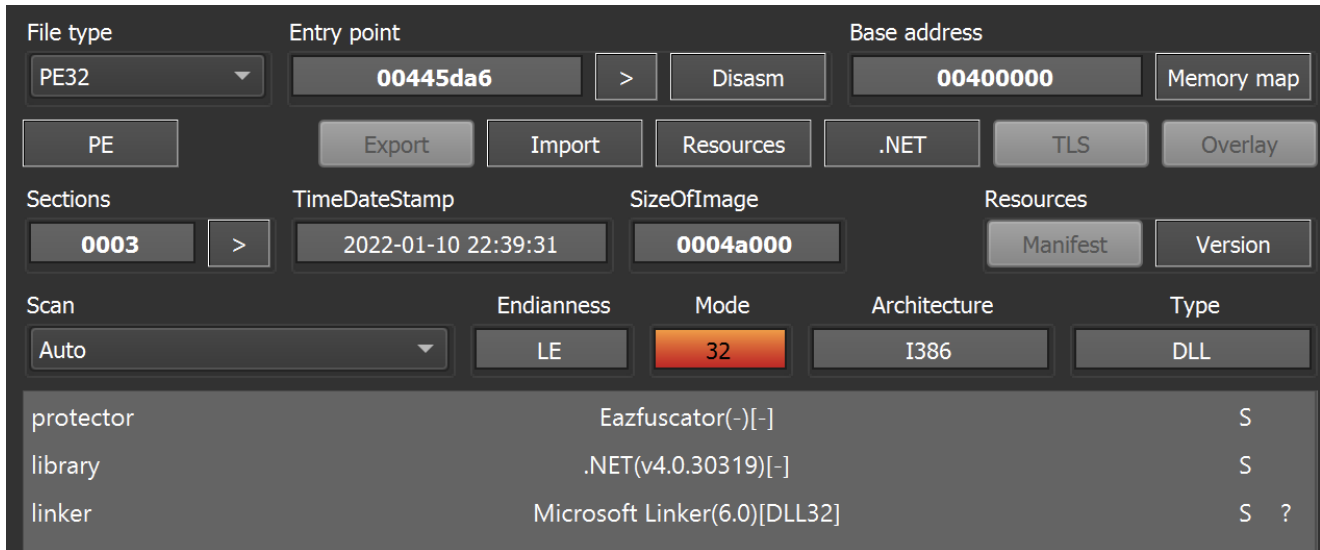 File type Entry point Base address
PE32 00445da6 > Disasm 00400000 Memory map
PE Export Import Resources .NET TLS Overlay
Sections TimeDateStamp SizeOfImage Resources
0003 > 2022-01-10 22:39:31 0004a000 Manifest Version
Scan Endianness Mode Architecture Type
Auto LE 32 I386 DLL
protector Eazfuscator(-)[-] S
library .NET(v4.0.30319)[-] S
linker Microsoft Linker(6.0)[DLL32] S ?